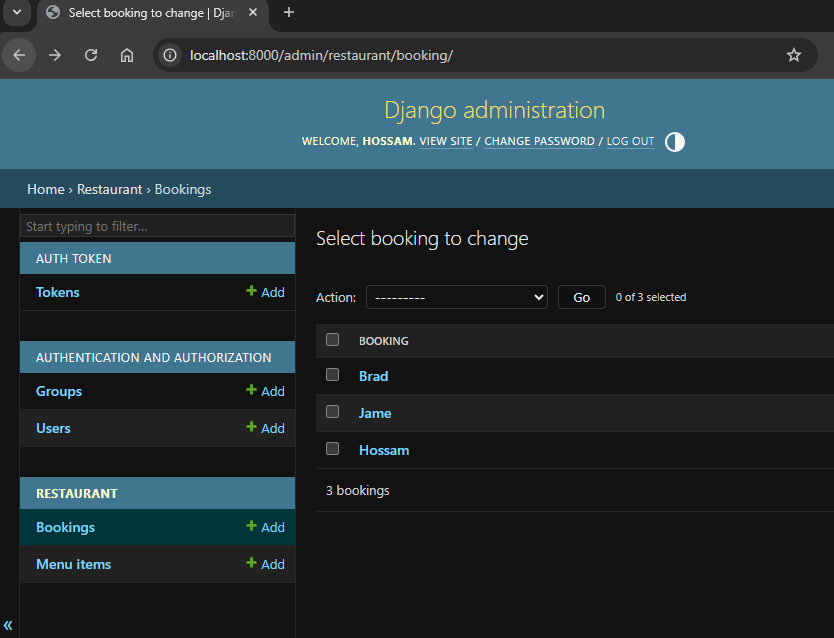 Select booking to change | Djan
localhost:8000/admin/restaurant/booking/
Django administration
WELCOME, HOSSAM. VIEW SITE / CHANGE PASSWORD / LOG OUT
Home › Restaurant › Bookings
Start typing to filter...
AUTH TOKEN
Tokens + Add
AUTHENTICATION AND AUTHORIZATION
Groups + Add
Users + Add
RESTAURANT
Bookings + Add
Menu items + Add
«
Select booking to change
Action: --------- Go 0 of 3 selected
BOOKING
Brad
Jame
Hossam
3 bookings